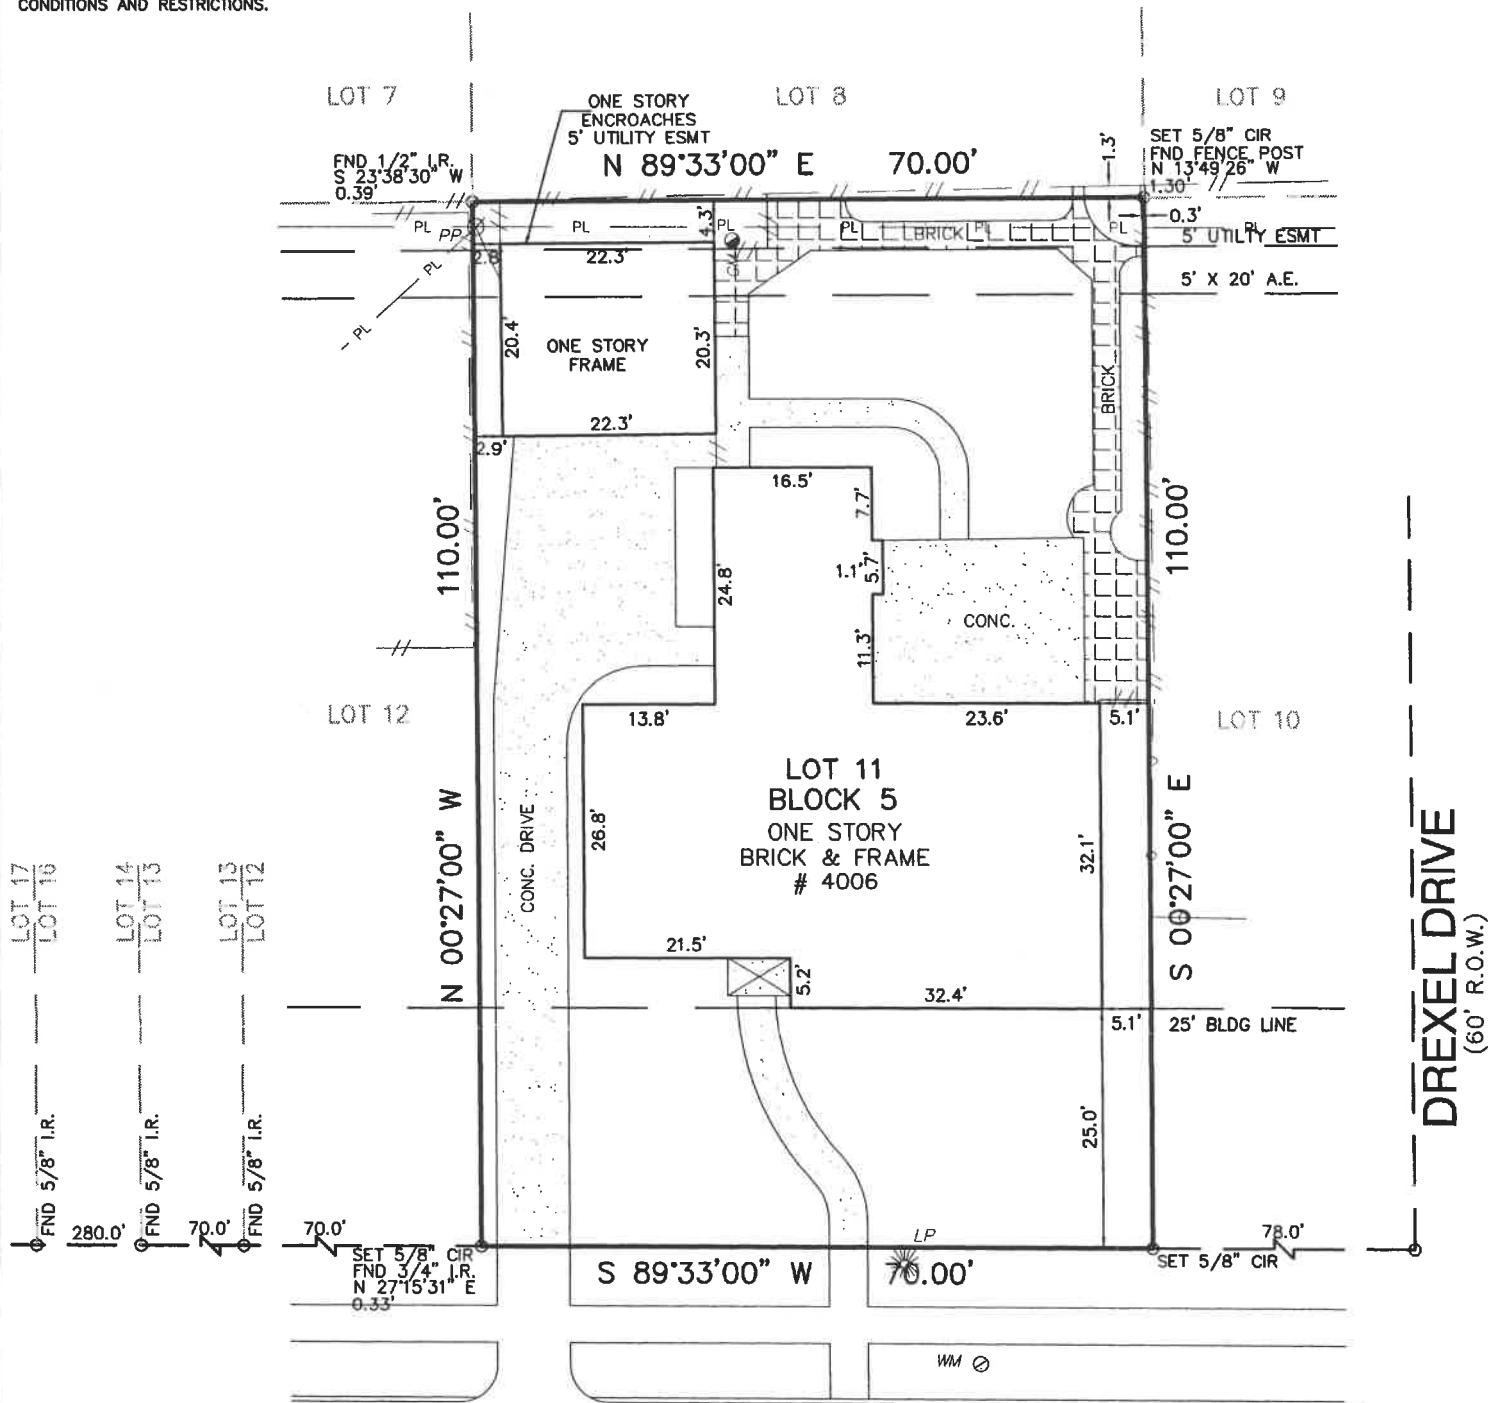 CONDITIONS AND RESTRICTIONS.
LOT 7
LOT 8
LOT 9
ONE STORY
ENCROACHES
5' UTILITY ESMT
FND 1/2" I.R.
S 23°38'30" W
0.39'
N 89°33'00" E
70.00'
1.3'
SET 5/8" CIR
FND FENCE POST
N 13°49'26" W
1.30'
0.3'
PL
PP
PL
4.3'
PL
PL
BRICK
PL
PL
5' UTILTY ESMT
PL
2.8
22.3'
GM
5' X 20' A.E.
PL
PL
20.4'
ONE STORY
FRAME
20.3'
BRICK
22.3'
2.9'
16.5'
7.7'
110.00'
110.00'
24.8'
1.1'
5.7'
CONC.
11.3'
LOT 12
13.8'
23.6'
5.1'
LOT 10
LOT 11
BLOCK 5
ONE STORY
BRICK & FRAME
# 4006
N 00°27'00" W
CONC. DRIVE
26.8'
32.1'
S 00°27'00" E
DREXEL DRIVE
(60' R.O.W.)
LOT 17
LOT 16
LOT 14
LOT 13
LOT 13
LOT 12
21.5'
5.2'
32.4'
5.1'
25' BLDG LINE
25.0'
FND 5/8" I.R.
FND 5/8" I.R.
FND 5/8" I.R.
280.0'
70.0'
70.0'
SET 5/8" CIR
FND 3/4" I.R.
N 27°15'31" E
0.33'
S 89°33'00" W
70.00'
LP
78.0'
SET 5/8" CIR
WM